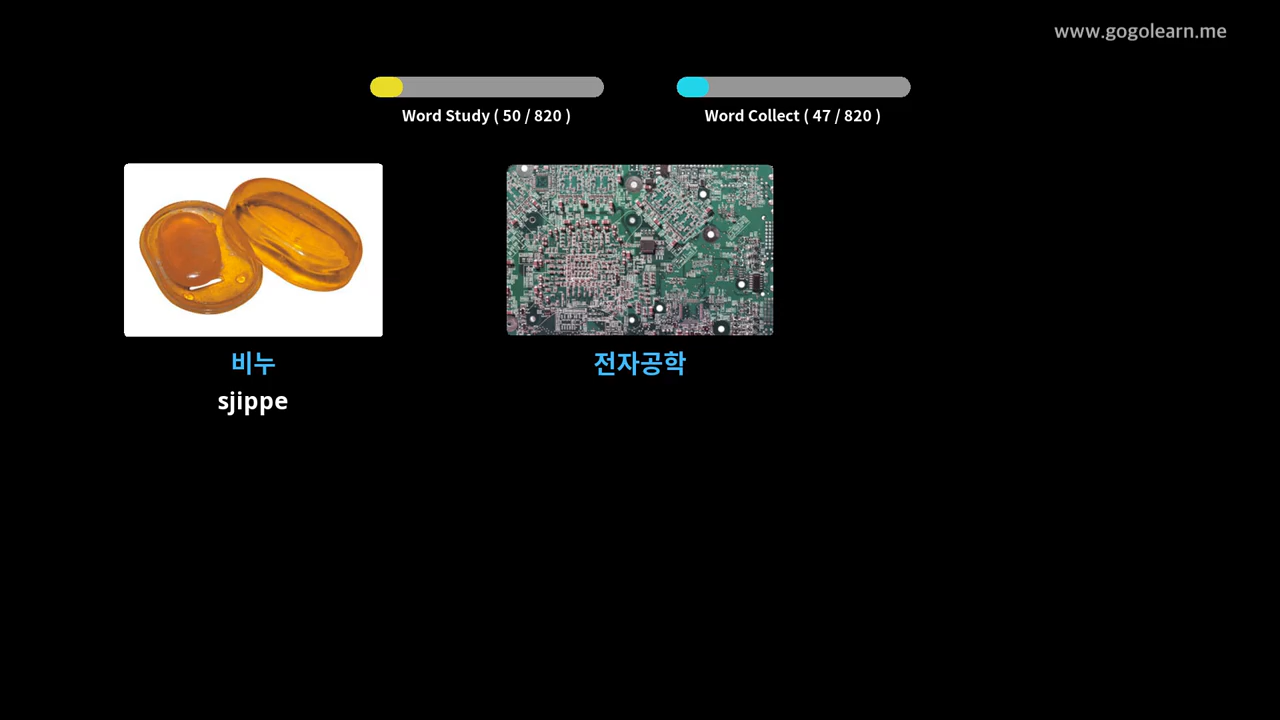 www.gogolearn.me
Word Study ( 50 / 820 )
Word Collect ( 47 / 820 )
비누
전자공학
sjippe